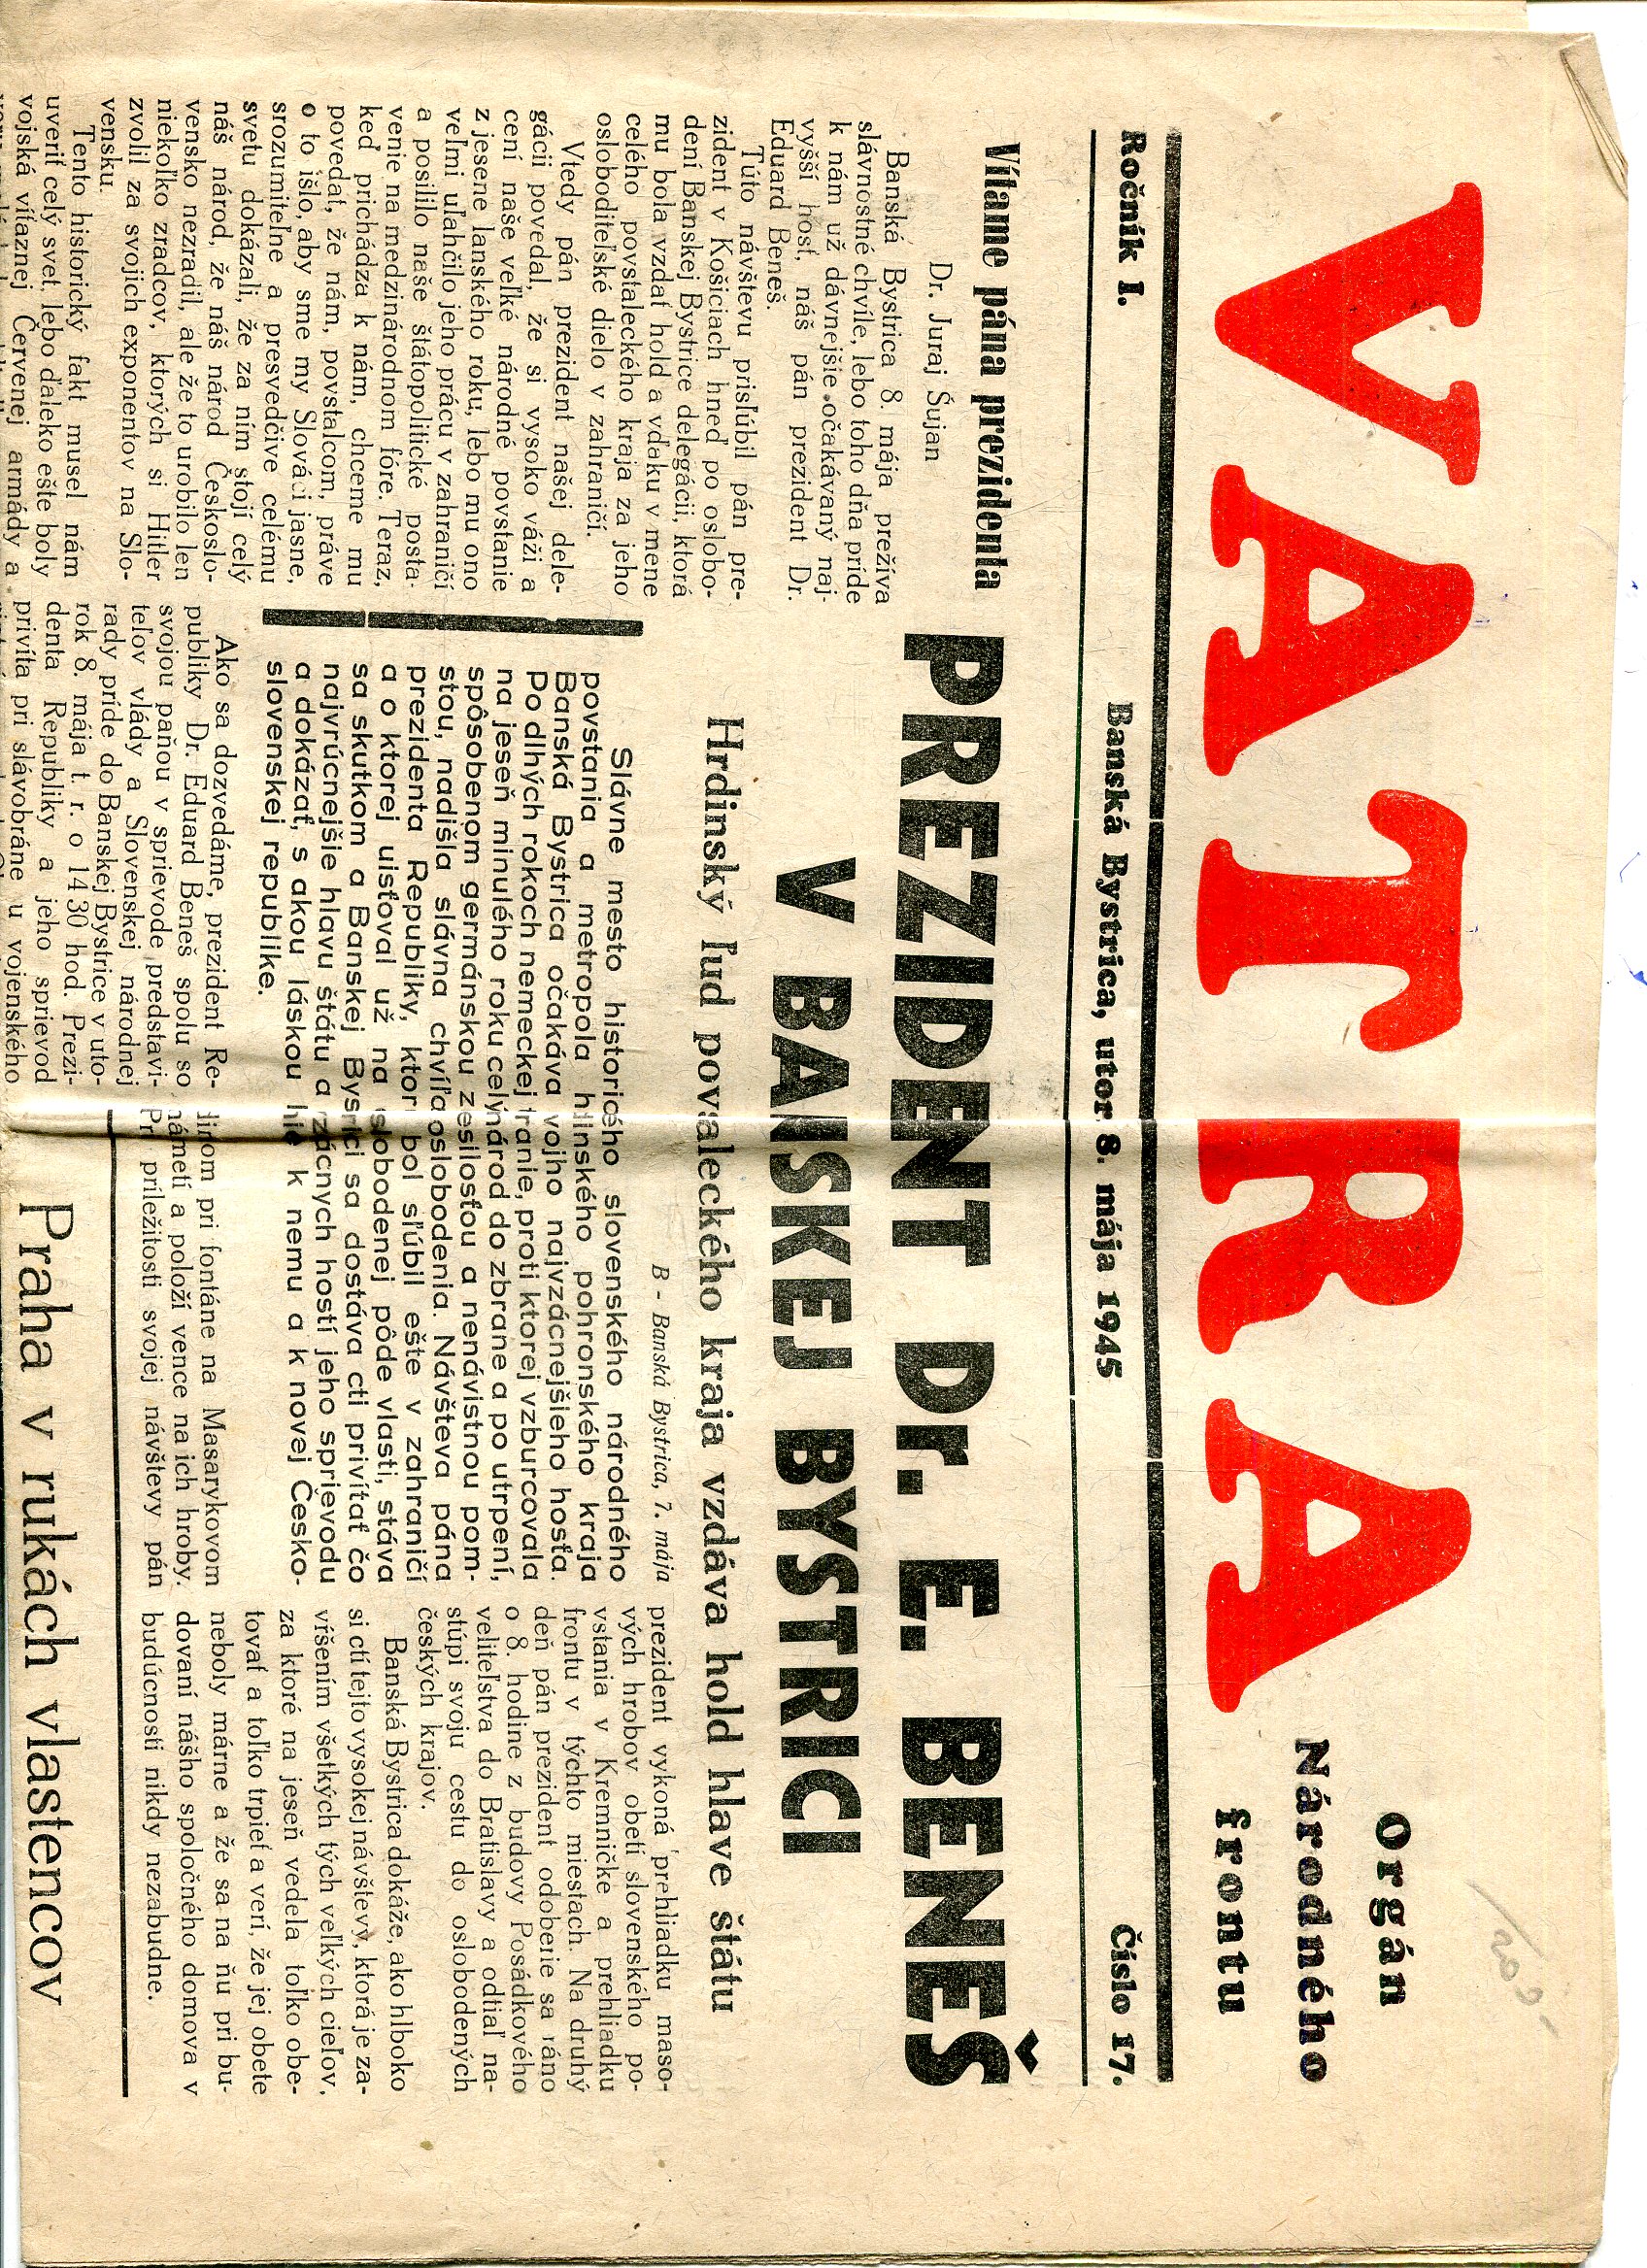 VATRA
Orgán
Národného
frontu
Ročník I.
Banská Bystrica, utor 8. mája 1945
Číslo 17.
Vítame pána prezidenta
Dr. Juraj Šujan
Banská Bystrica 8. mája prežíva
slávnostné chvíle, lebo toho dňa príde
k nám už dávnejšie očakávaný naj-
vyšší hosť, náš pán prezident Dr.
Eduard Beneš.
Túto návštevu prisľúbil pán pre-
zident v Košiciach hneď po oslobo-
dení Banskej Bystrice delegácii, ktorá
mu bola vzdať hold a vďaku v mene
celého povstaleckého kraja za jeho
osloboditeľské dielo v zahraničí.
Vtedy pán prezident našej dele-
gácii povedal, že si vysoko váži a
cení naše veľké národné povstanie
z jesene lanského roku, lebo mu ono
veľmi uľahčilo jeho prácu v zahraničí
a posililo naše štátopolitické posta-
venie na medzinárodnom fóre. Teraz,
keď prichádza k nám, chceme mu
povedať, že nám, povstalcom, práve
o to išlo, aby sme my Slováci jasne,
srozumiteľne a presvedčive celému
svetu dokázali, že za ním stojí celý
náš národ, že náš národ Českoslo-
vensko nezradil, ale že to urobilo len
niekoľko zradcov, ktorých si Hitler
zvolil za svojich exponentov na Slo-
vensku.
Tento historický fakt musel nám
uveriť celý svet, lebo ďaleko ešte boly
vojská víťaznej Červenej armády a
PREZIDENT Dr. E. BENEŠ
V BANSKEJ BYSTRICI
Hrdinský ľud povstaleckého kraja vzdáva hold hlave štátu
B - Banská Bystrica, 7. mája
Slávne mesto historického slovenského národného
povstania a metropola hlinského pohronského kraja
Banská Bystrica očakáva vojho najvzácnejšieho hosťa.
Po dlhých rokoch nemeckej tranie, proti ktorej vzburcovala
na jeseň minulého roku celý národ do zbrane a po utrpení,
spôsobenom germánskou zesilosťou a nenávistnou pom-
stou, nadišla slávna chvíľa oslobodenia. Návšteva pána
prezidenta Republiky, ktorú bol sľúbil ešte v zahraničí
a o ktorej uisťoval už na slobodenej pôde vlasti, stáva
sa skutkom a Banskej Bystrici sa dostáva cti privítať čo
najvrúcnejšie hlavu štátu a vzácnych hostí jeho sprievodu
a dokázať, s akou láskou lne k nemu a k novej Česko-
slovenskej republike.
Ako sa dozvedáme, prezident Re-
publiky Dr. Eduard Beneš spolu so
svojou paňou v sprievode predstavi-
teľov vlády a Slovenskej národnej
rady príde do Banskej Bystrice v uto-
rok 8. mája t. r. o 14·30 hod. Prezi-
denta Republiky a jeho sprievod
privíta pri slávobráne u vojenského
pri fontáne na Masarykovom
námetí a položí vence na ich hroby.
Pri príležitosti svojej návštevy pán
prezident vykoná prehliadku maso-
vých hrobov obetí slovenského po-
vstania v Kremničke a prehliadku
frontu v týchto miestach. Na druhý
deň pán prezident odoberie sa ráno
o 8. hodine z budovy Posádkového
veliteľstva do Bratislavy a odtiaľ na-
stúpi svoju cestu do oslobodených
českých krajov.
Banská Bystrica dokáže, ako hlboko
si ctí tejto vysokej návštevy, ktorá je za-
vŕšením všetkých tých veľkých cieľov,
za ktoré na jeseň vedela toľko obe-
tovať a toľko trpieť a verí, že jej obete
neboly márne a že sa na ňu pri bu-
dovaní nášho spoločného domova v
budúcnosti nikdy nezabudne.
Praha v rukách vlastencov